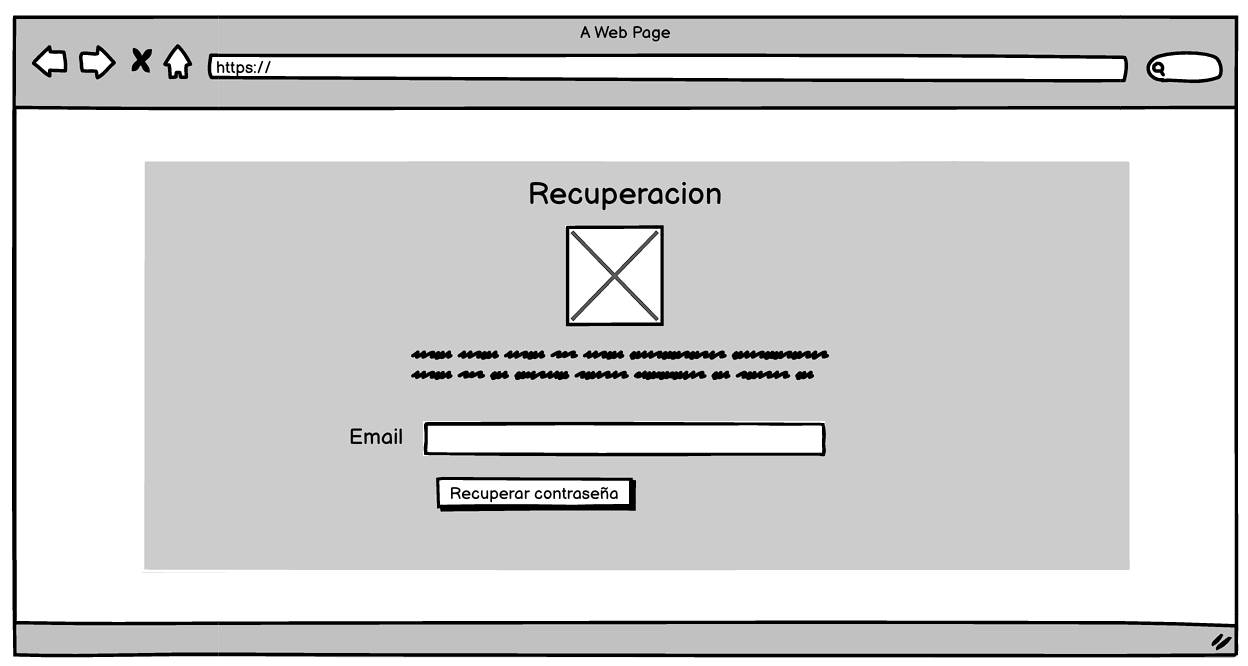 A Web Page
https://
Recuperacion
Email
Recuperar contraseña